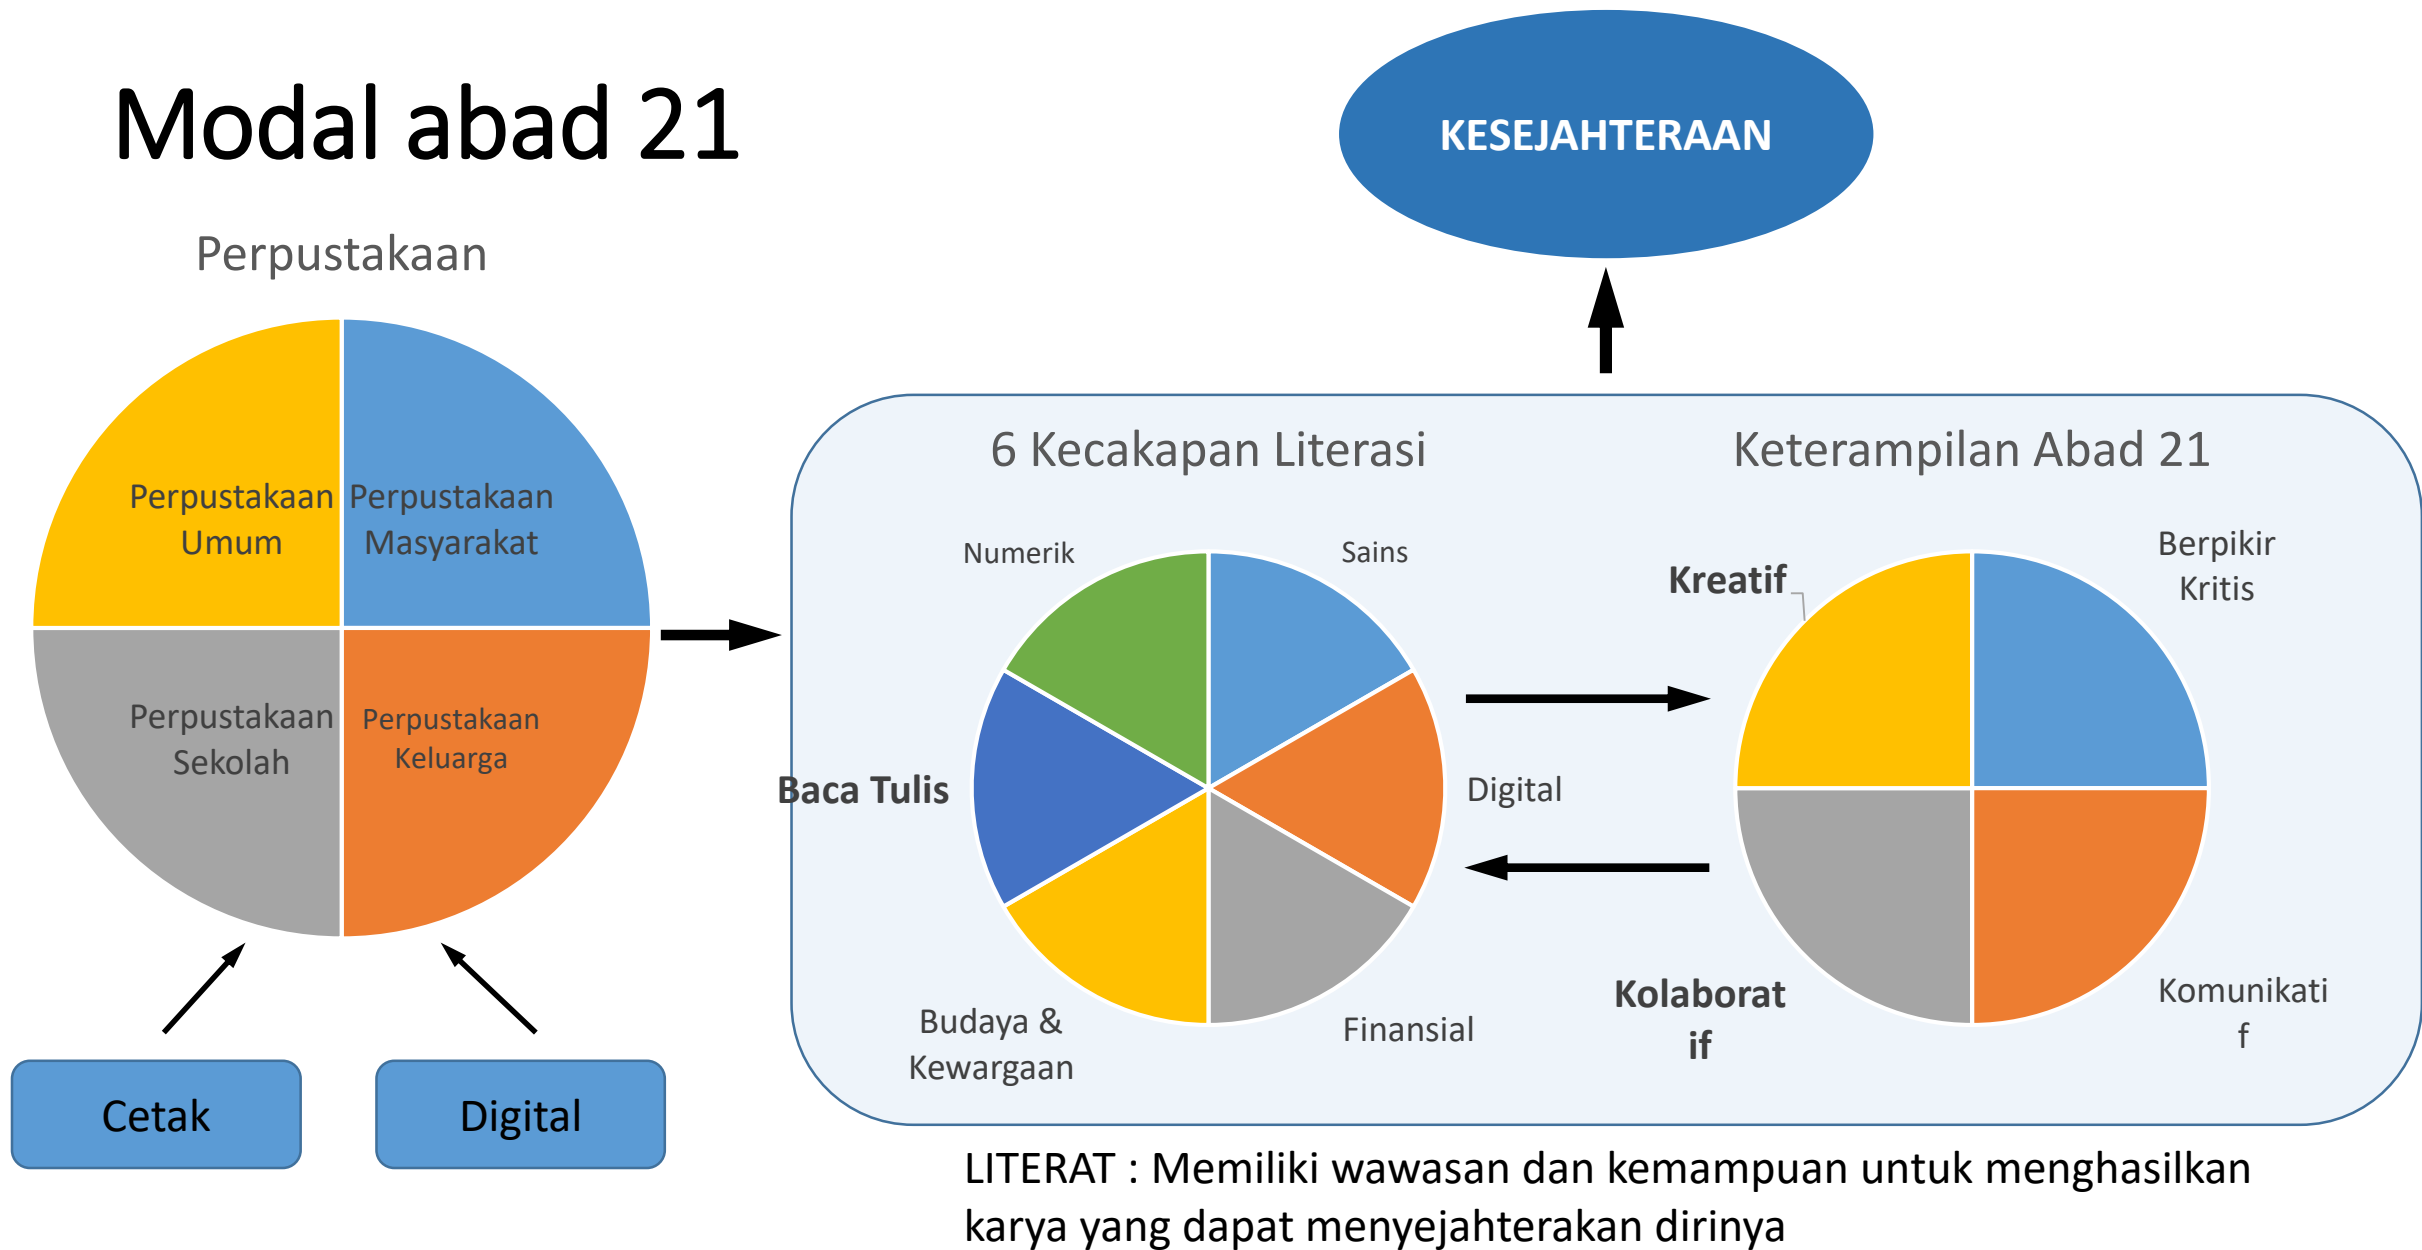 Modal abad 21
KESEJAHTERAAN
Perpustakaan
Perpustakaan
Umum
Perpustakaan
Masyarakat
Perpustakaan
Sekolah
Perpustakaan
Keluarga
Cetak
Digital
6 Kecakapan Literasi
Numerik
Sains
Baca Tulis
Digital
Budaya &
Kewargaan
Finansial
Keterampilan Abad 21
Kreatif
Berpikir
Kritis
Kolaborat
if
Komunikati
f
LITERAT : Memiliki wawasan dan kemampuan untuk menghasilkan
karya yang dapat menyejahterakan dirinya